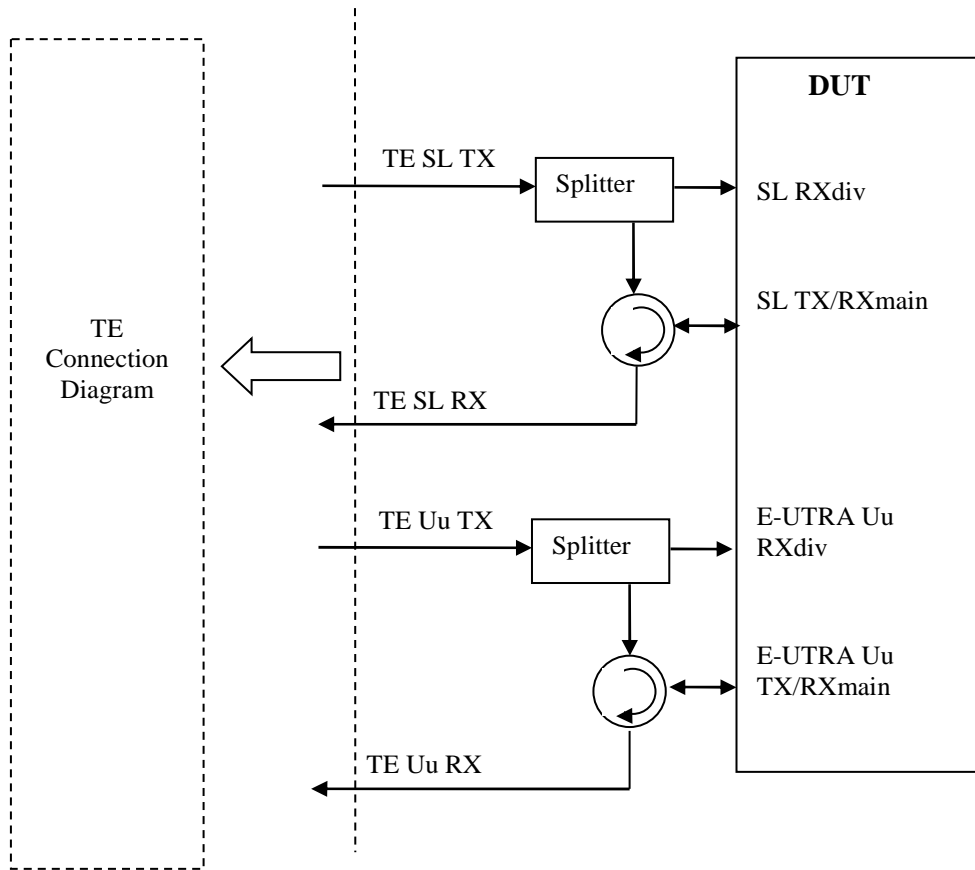 DUT
TE SL TX
Splitter
SL RXdiv
SL TX/RXmain
TE
Connection
Diagram
TE SL RX
TE Uu TX
Splitter
E-UTRA Uu
RXdiv
E-UTRA Uu
TX/RXmain
TE Uu RX